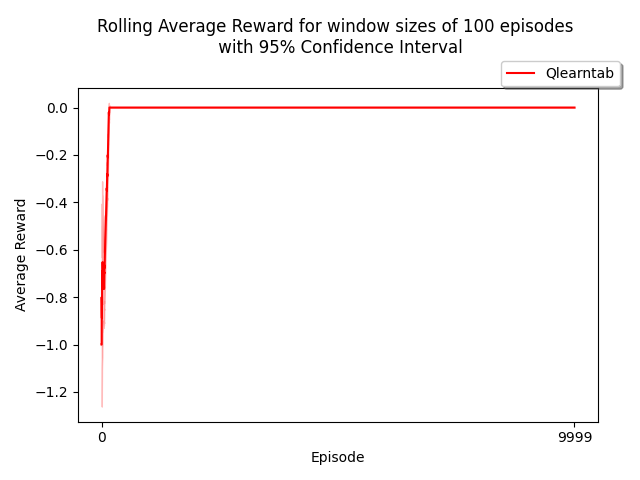 Rolling Average Reward for window sizes of 100 episodes
with 95% Confidence Interval
Qlearntab
0.0
−0.2
−0.4
−0.6
−0.8
−1.0
−1.2
Average Reward
0
9999
Episode